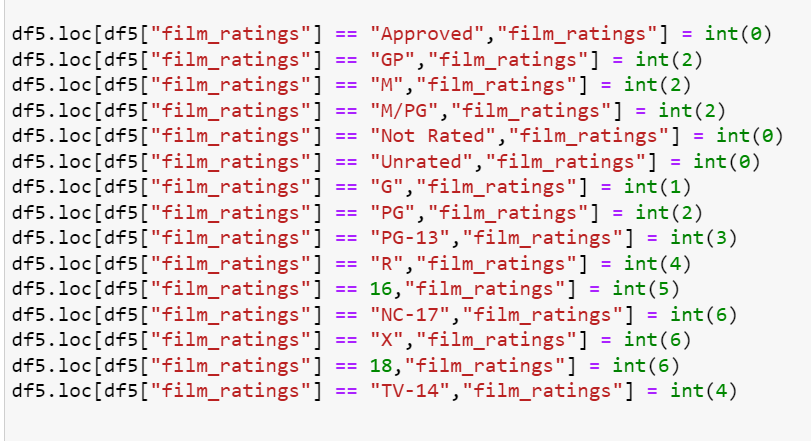 df5.loc[df5["film_ratings"] == "Approved","film_ratings"] = int(0)
df5.loc[df5["film_ratings"] == "GP","film_ratings"] = int(2)
df5.loc[df5["film_ratings"] == "M","film_ratings"] = int(2)
df5.loc[df5["film_ratings"] == "M/PG","film_ratings"] = int(2)
df5.loc[df5["film_ratings"] == "Not Rated","film_ratings"] = int(0)
df5.loc[df5["film_ratings"] == "Unrated","film_ratings"] = int(0)
df5.loc[df5["film_ratings"] == "G","film_ratings"] = int(1)
df5.loc[df5["film_ratings"] == "PG","film_ratings"] = int(2)
df5.loc[df5["film_ratings"] == "PG-13","film_ratings"] = int(3)
df5.loc[df5["film_ratings"] == "R","film_ratings"] = int(4)
df5.loc[df5["film_ratings"] == 16,"film_ratings"] = int(5)
df5.loc[df5["film_ratings"] == "NC-17","film_ratings"] = int(6)
df5.loc[df5["film_ratings"] == "X","film_ratings"] = int(6)
df5.loc[df5["film_ratings"] == 18,"film_ratings"] = int(6)
df5.loc[df5["film_ratings"] == "TV-14","film_ratings"] = int(4)